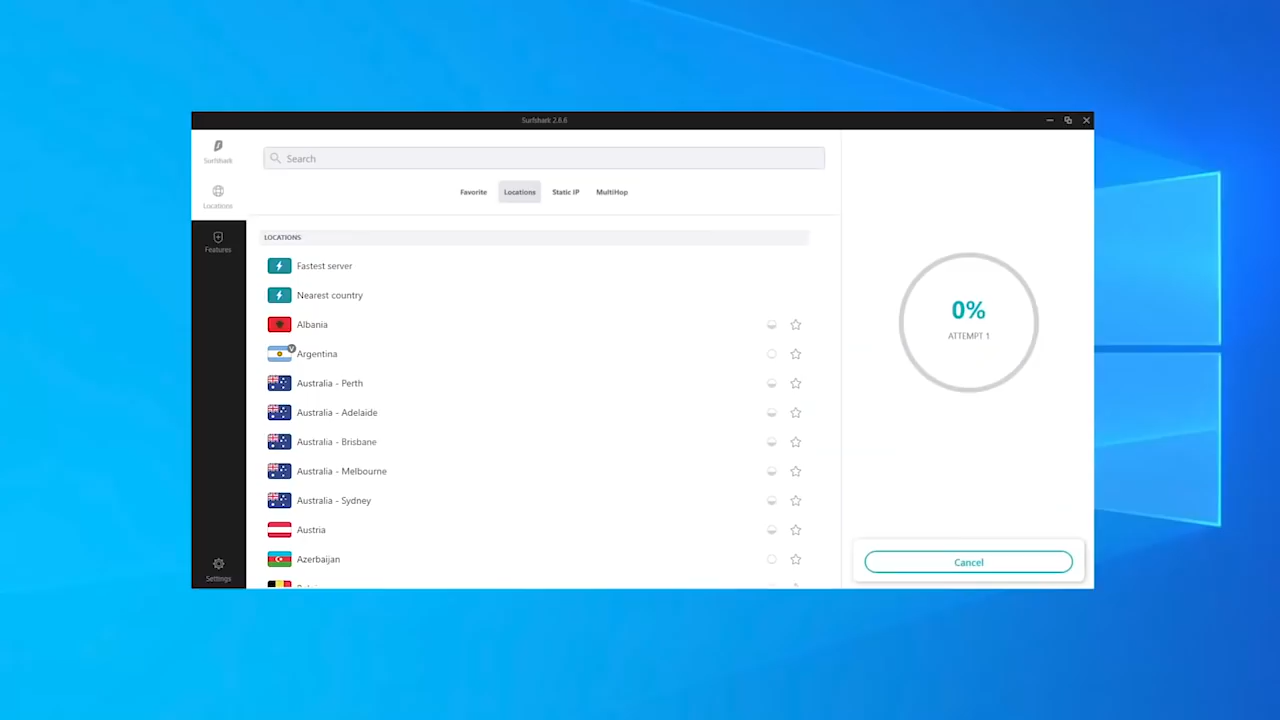 Surfshark 2.8.6
Surfshark
Search
Locations
Favorite Locations Static IP MultiHop
Features
LOCATIONS
Fastest server
Nearest country
Albania
V
Argentina
Australia - Perth
Australia - Adelaide
Australia - Brisbane
Australia - Melbourne
Australia - Sydney
Austria
Azerbaijan
Settings
0%
ATTEMPT 1
Cancel